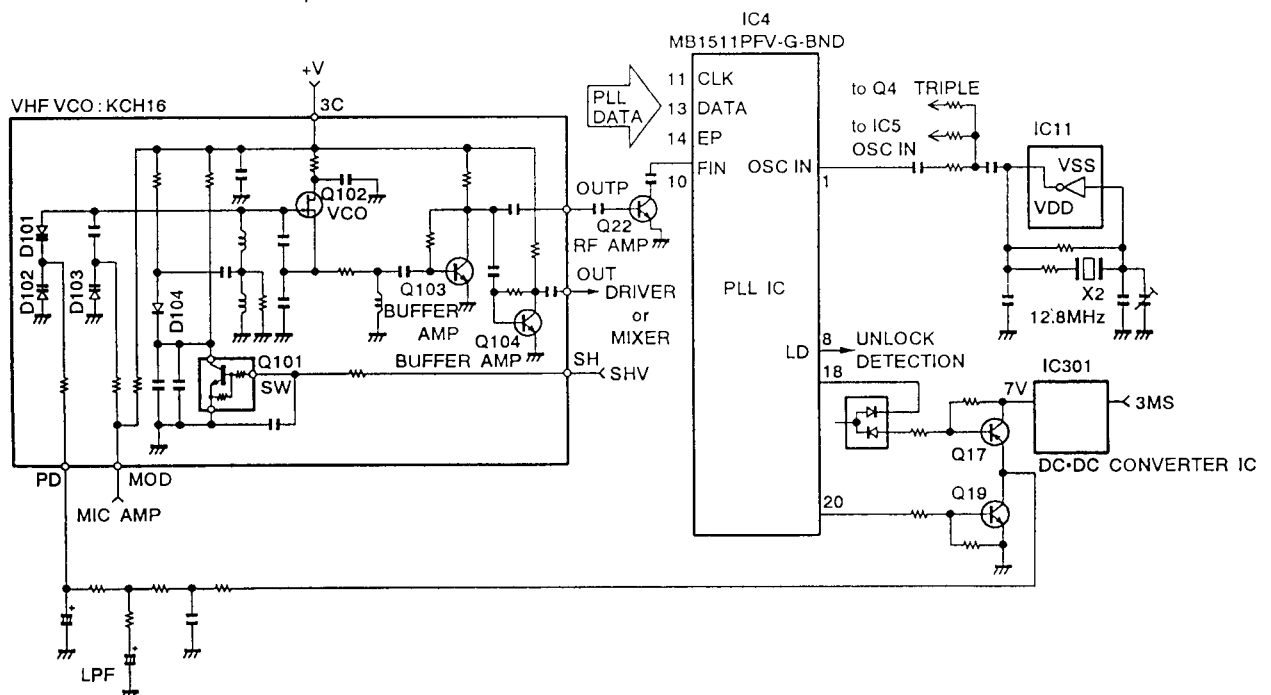 IC4
MB1511PFV-G-BND
+V
VHF VCO : KCH16
3C
PLL DATA
11 CLK
13 DATA
14 EP
FIN
10
OSC IN
1
to Q4 TRIPLE
to IC5
OSC IN
IC11
VSS
VDD
Q102
VCO
OUTP
Q22
RF AMP
D101
D102
D103
D104
Q103
BUFFER
AMP
Q104
BUFFER AMP
OUT
DRIVER
or
MIXER
X2
12.8MHz
PLL IC
Q101
SW
SH
SHV
LD
8
UNLOCK
DETECTION
18
7V
IC301
3MS
Q17
DC•DC CONVERTER IC
PD
MOD
MIC AMP
20
Q19
+
+
LPF